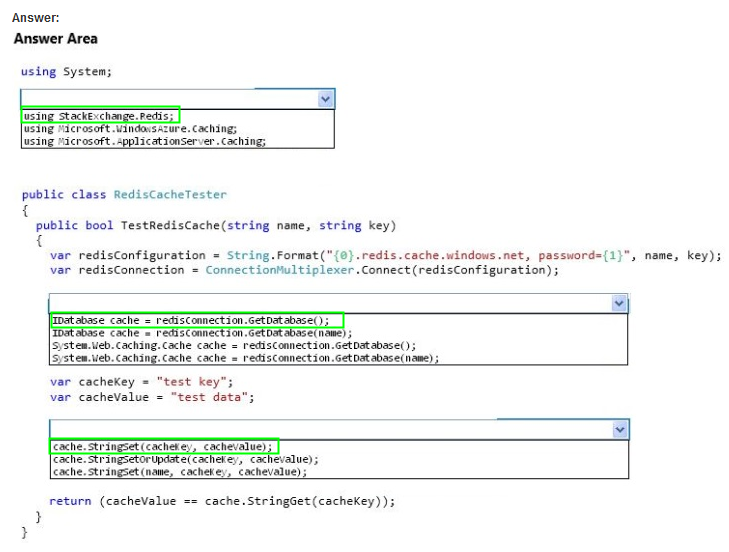 Answer:
Answer Area
using System;
using StackExchange.Redis;
using Microsoft.WindowsAzure.Caching;
using Microsoft.ApplicationServer.Caching;
public class RedisCacheTester
{
public bool TestRedisCache(string name, string key)
{
var redisConfiguration = String.Format("{0}.redis.cache.windows.net, password={1}", name, key);
var redisConnection = ConnectionMultiplexer.Connect(redisConfiguration);
IDatabase cache = redisConnection.GetDatabase();
IDatabase cache = redisConnection.GetDatabase(name);
System.Web.Caching.Cache cache = redisConnection.GetDatabase();
System.Web.Caching.Cache cache = redisConnection.GetDatabase(name);
var cacheKey = "test key";
var cacheValue = "test data";
cache.StringSet(cacheKey, cacheValue);
cache.StringSetOrUpdate(cacheKey, cacheValue);
cache.StringSet(name, cacheKey, cacheValue);
return (cacheValue == cache.StringGet(cacheKey));
}
}